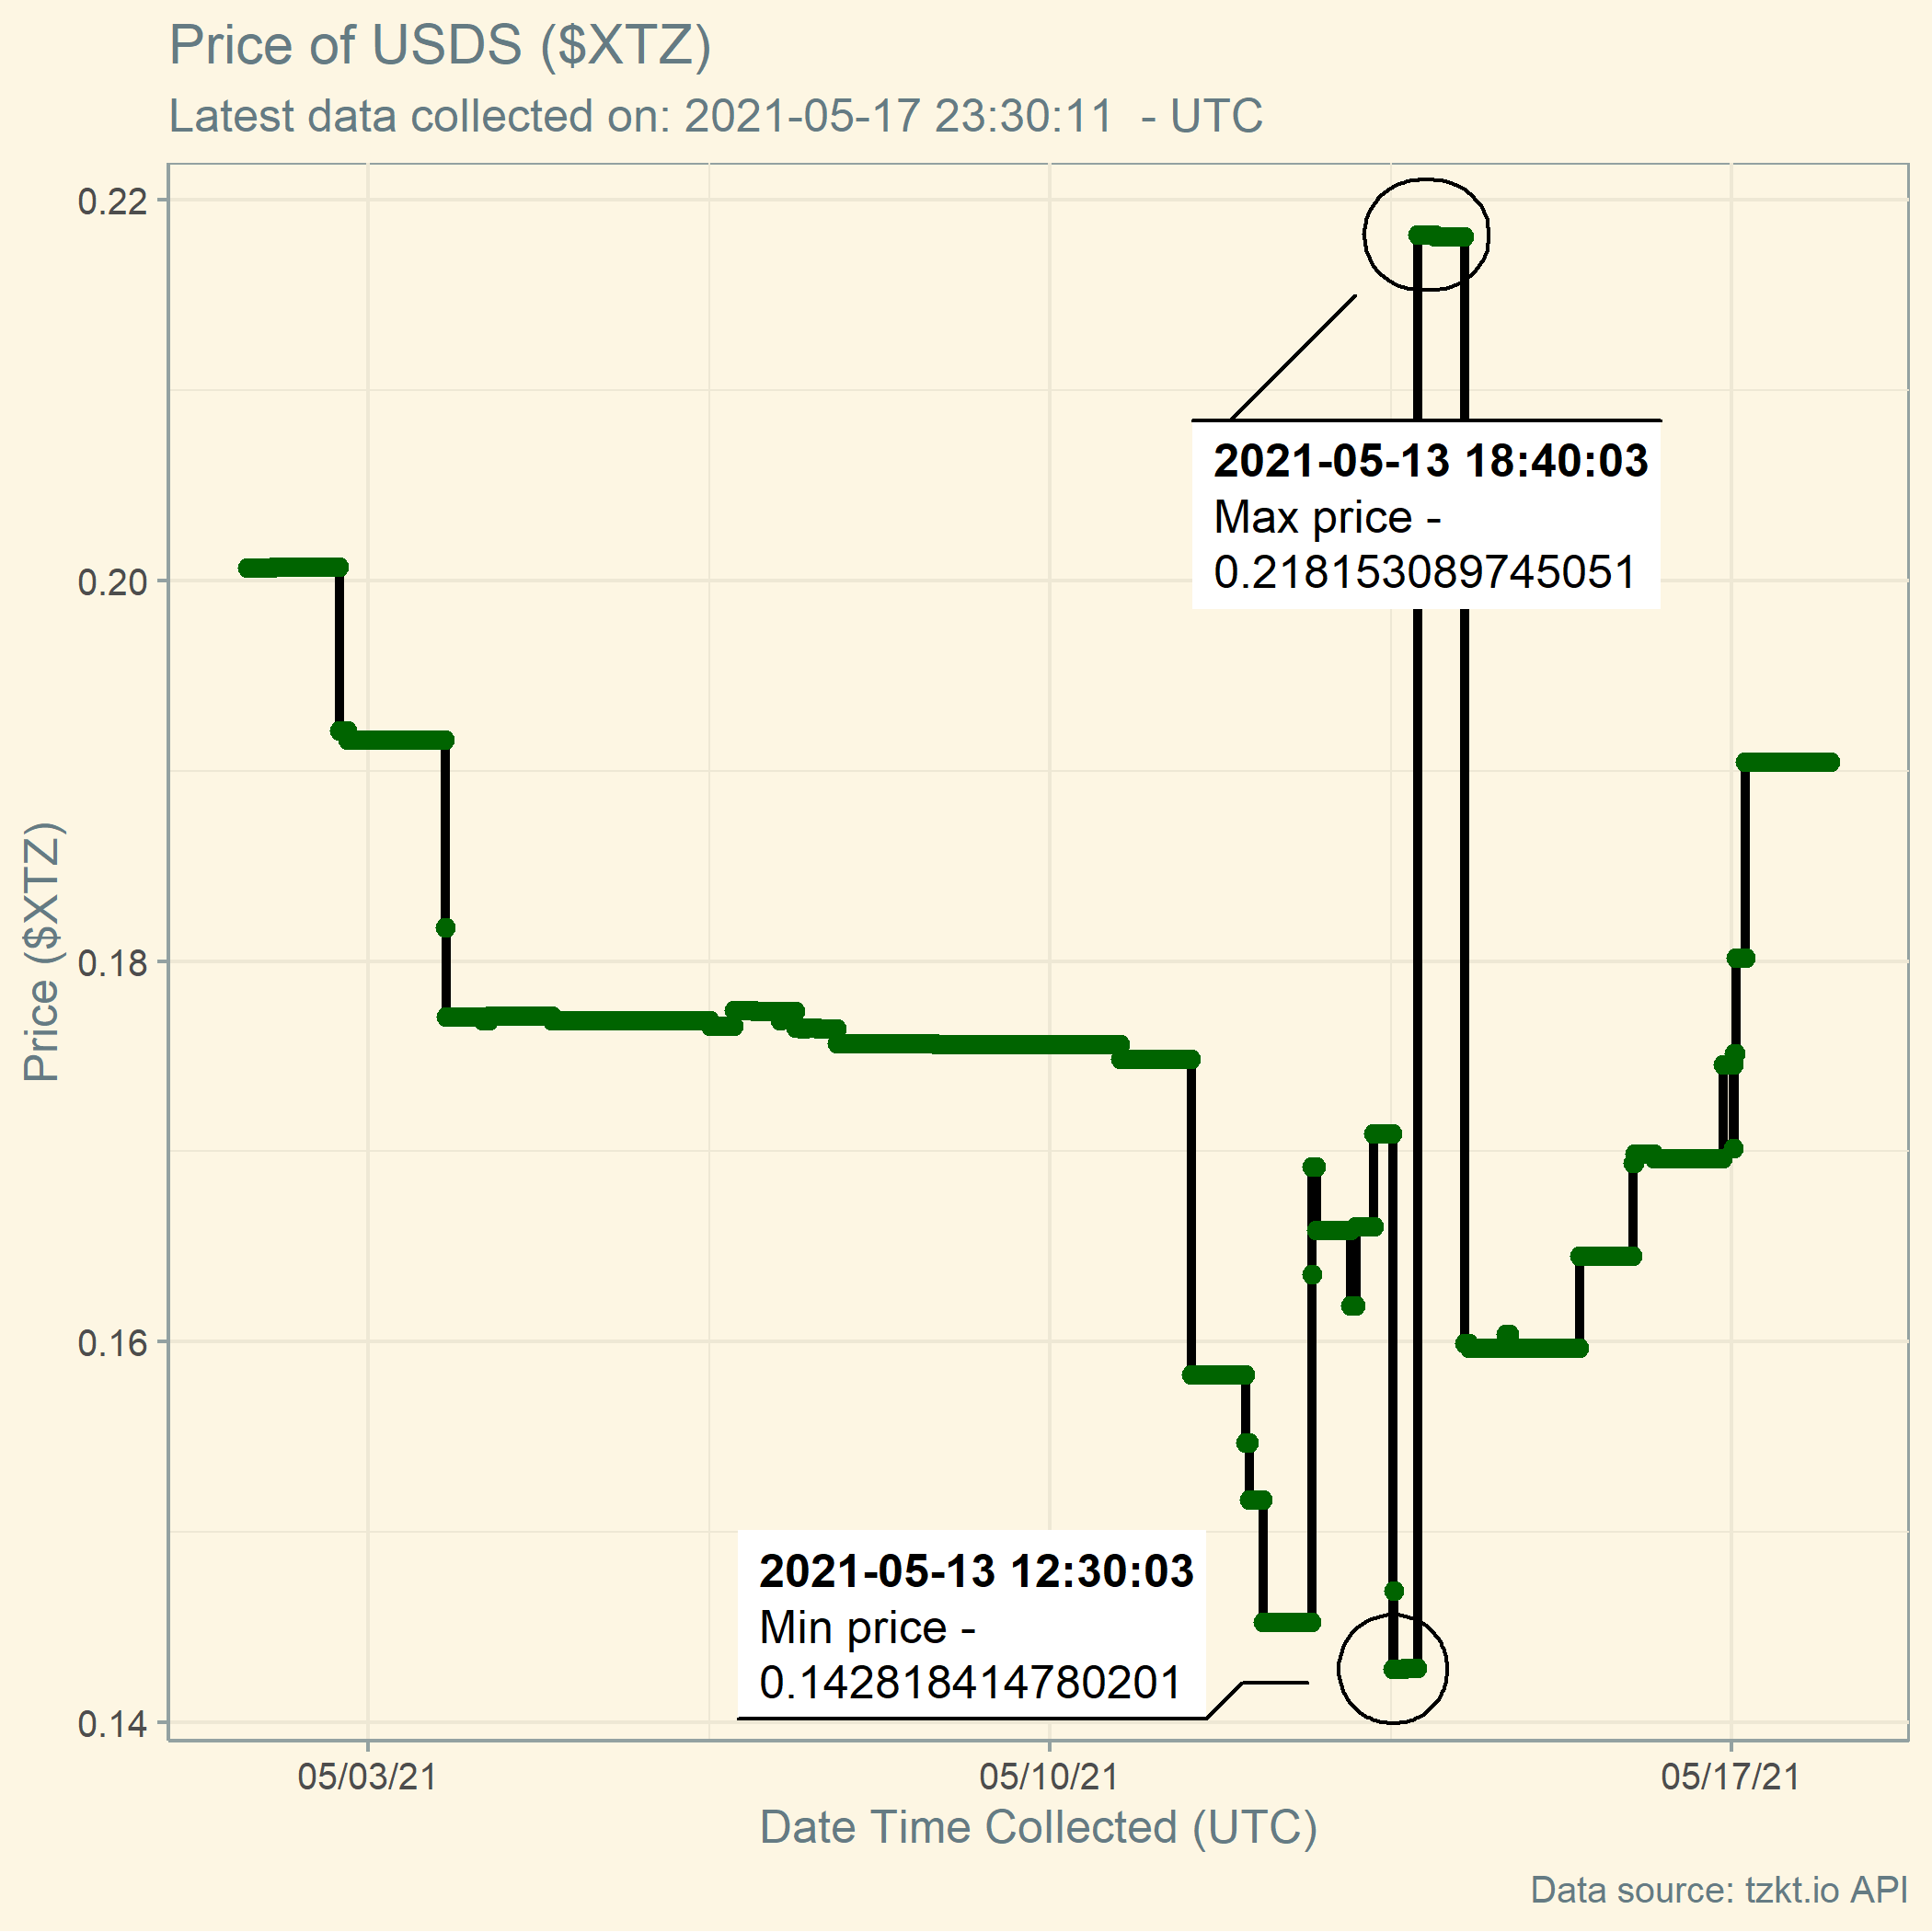 Price of USDS ($XTZ)
Latest data collected on: 2021-05-17 23:30:11  - UTC
0.22
0.20
0.18
0.16
0.14
Price ($XTZ)
2021-05-13 18:40:03
Max price -
0.218153089745051
2021-05-13 12:30:03
Min price -
0.142818414780201
05/03/21
05/10/21
05/17/21
Date Time Collected (UTC)
Data source: tzkt.io API